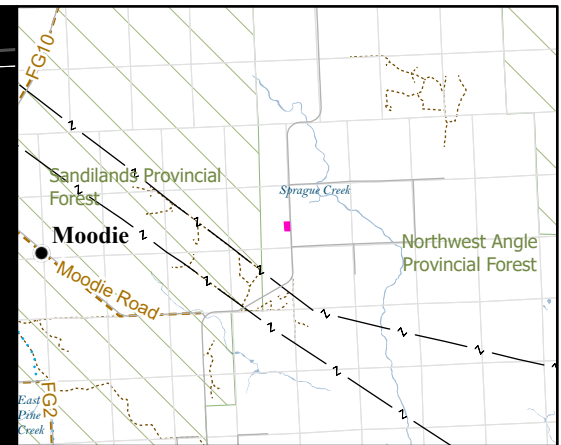 FG10
Sandilands Provincial
Forest
Sprague Creek
Moodie
Northwest Angle
Provincial Forest
Moodie Road
East
Pine
Creek
FG2
z
z
z
z
z
z
z
z
z
z
z
z
z
z